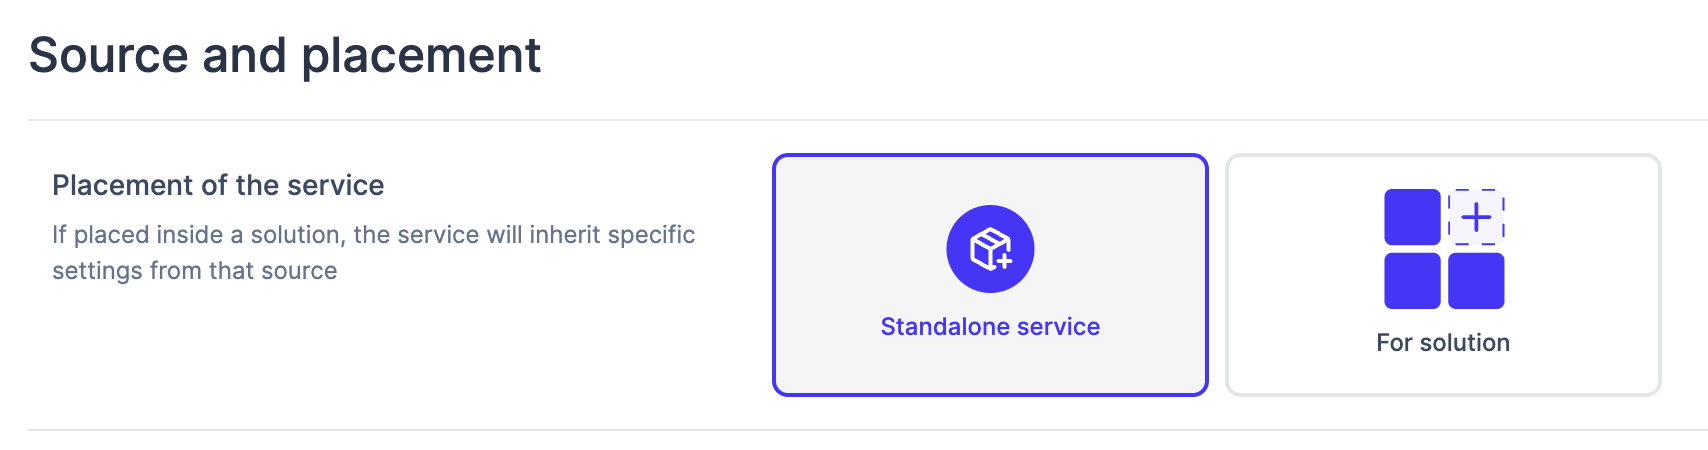 Source and placement
Placement of the service
If placed inside a solution, the service will inherit specific
settings from that source
Standalone service
For solution